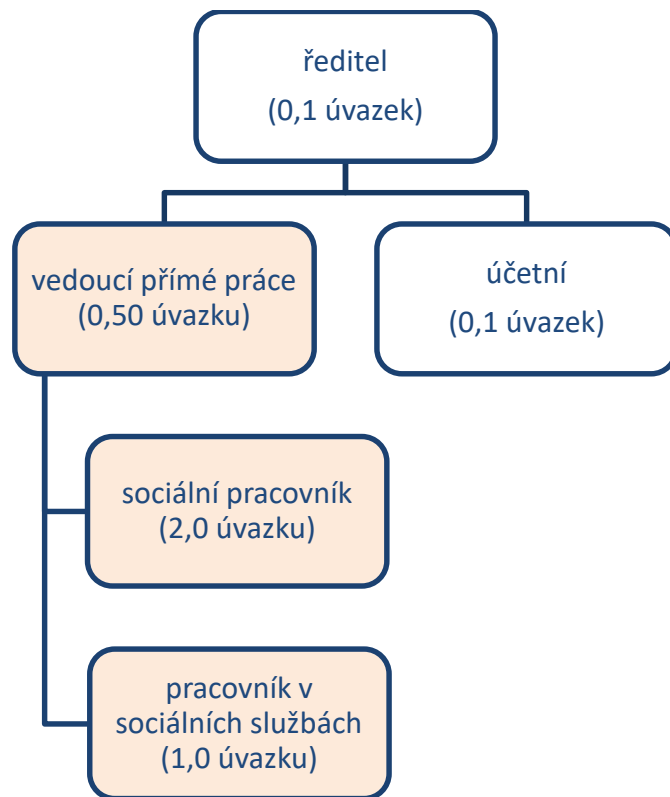 ředitel
(0,1 úvazek)
vedoucí přímé práce
(0,50 úvazku)
účetní
(0,1 úvazek)
sociální pracovník
(2,0 úvazku)
pracovník v
sociálních službách
(1,0 úvazku)